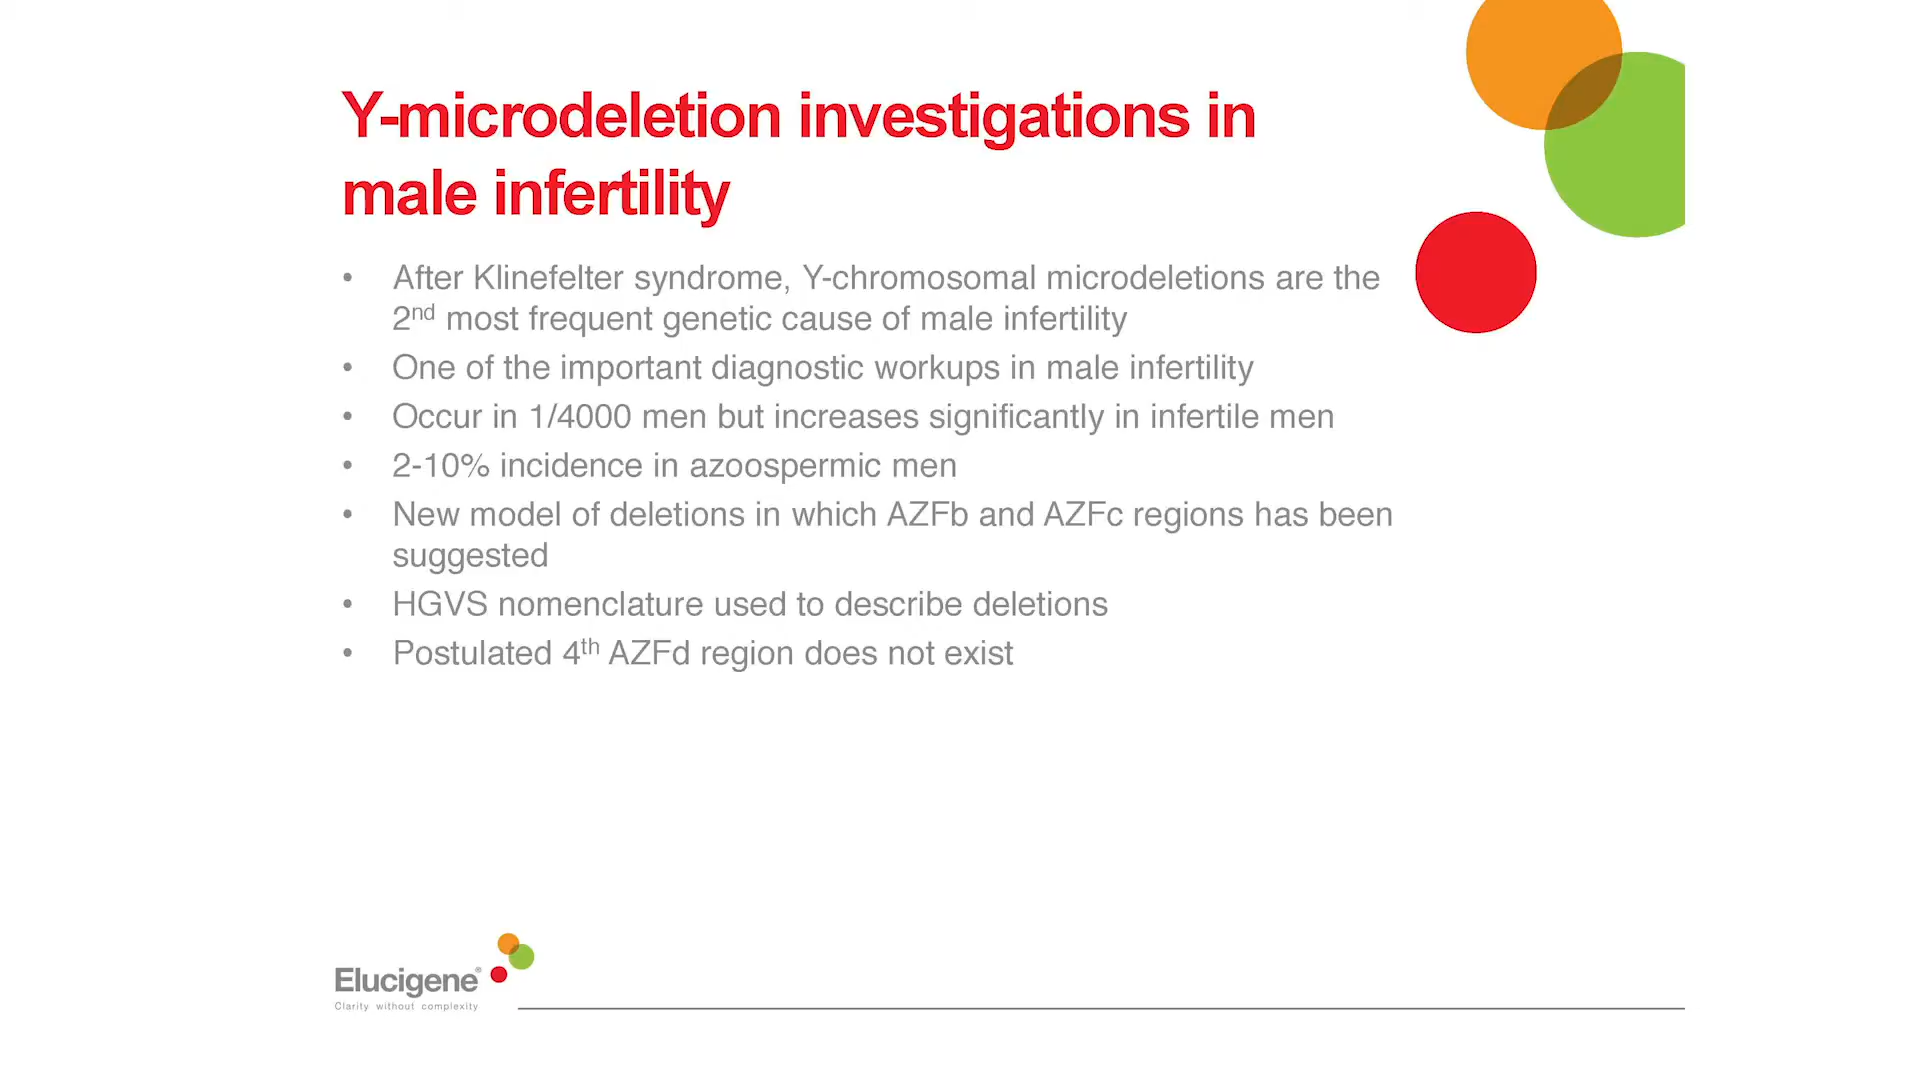 Y-microdeletion investigations in
male infertility
• After Klinefelter syndrome, Y-chromosomal microdeletions are the
2nd most frequent genetic cause of male infertility
• One of the important diagnostic workups in male infertility
• Occur in 1/4000 men but increases significantly in infertile men
• 2-10% incidence in azoospermic men
• New model of deletions in which AZFb and AZFc regions has been
suggested
• HGVS nomenclature used to describe deletions
• Postulated 4th AZFd region does not exist
Elucigene®
Clarity without complexity